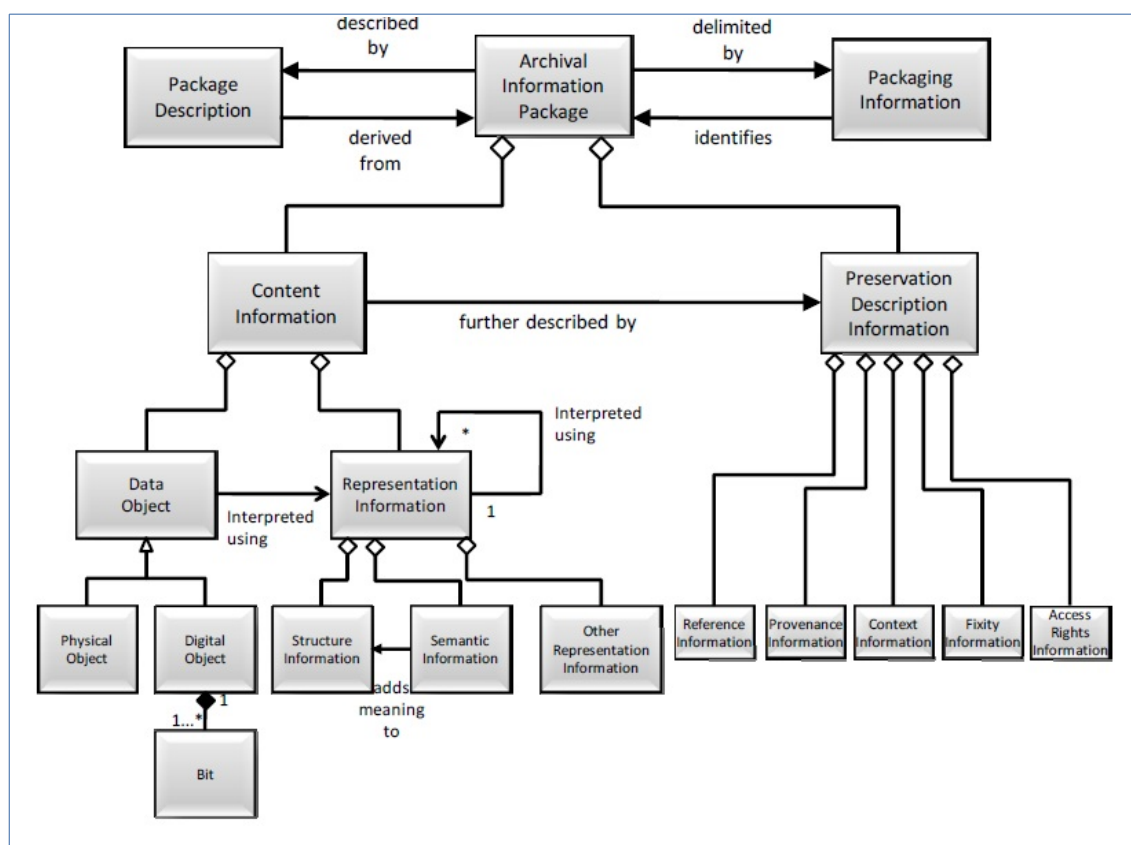 described
by
delimited
by
Package
Description
Archival
Information
Package
Packaging
Information
derived
from
identifies
Content
Information
Preservation
Description
Information
further described by
Interpreted
using
*
Data
Object
Representation
Information
Interpreted
using
1
Physical
Object
Digital
Object
Structure
Information
Semantic
Information
Other
Representation
Information
Reference
Information
Provenance
Information
Context
Information
Fixity
Information
Access
Rights
Information
adds
meaning
to
1
1...*
Bit